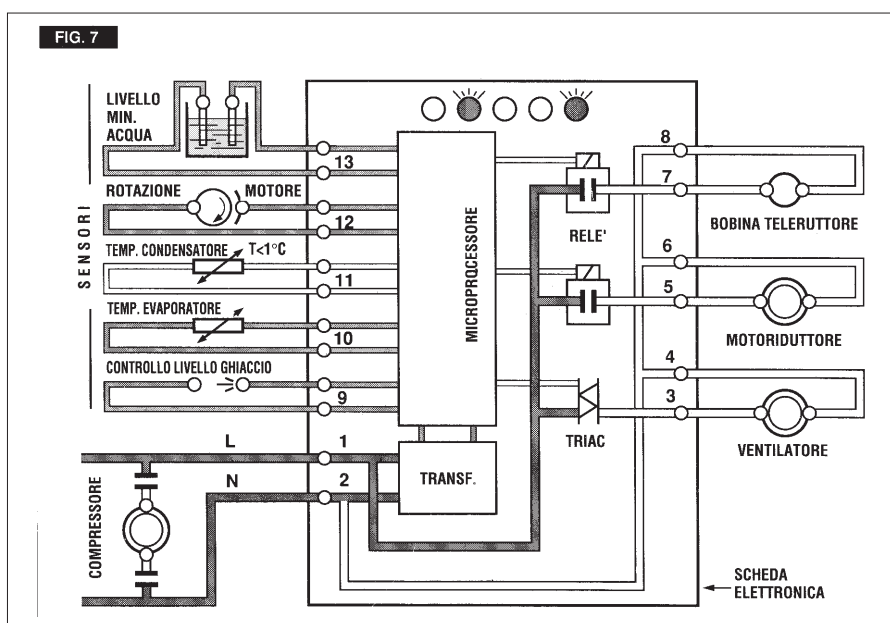 FIG. 7
LIVELLO
MIN.
ACQUA
13
ROTAZIONE MOTORE
12
TEMP. CONDENSATORE T<1°C
11
TEMP. EVAPORATORE
10
CONTROLLO LIVELLO GHIACCIO
9
SENSORI
L
1
N
2
COMPRESSORE
MICROPROCESSORE
TRANSF.
RELE'
TRIAC
8
7
BOBINA TELERUTTORE
6
5
MOTORIDUTTORE
4
3
VENTILATORE
SCHEDA
ELETTRONICA